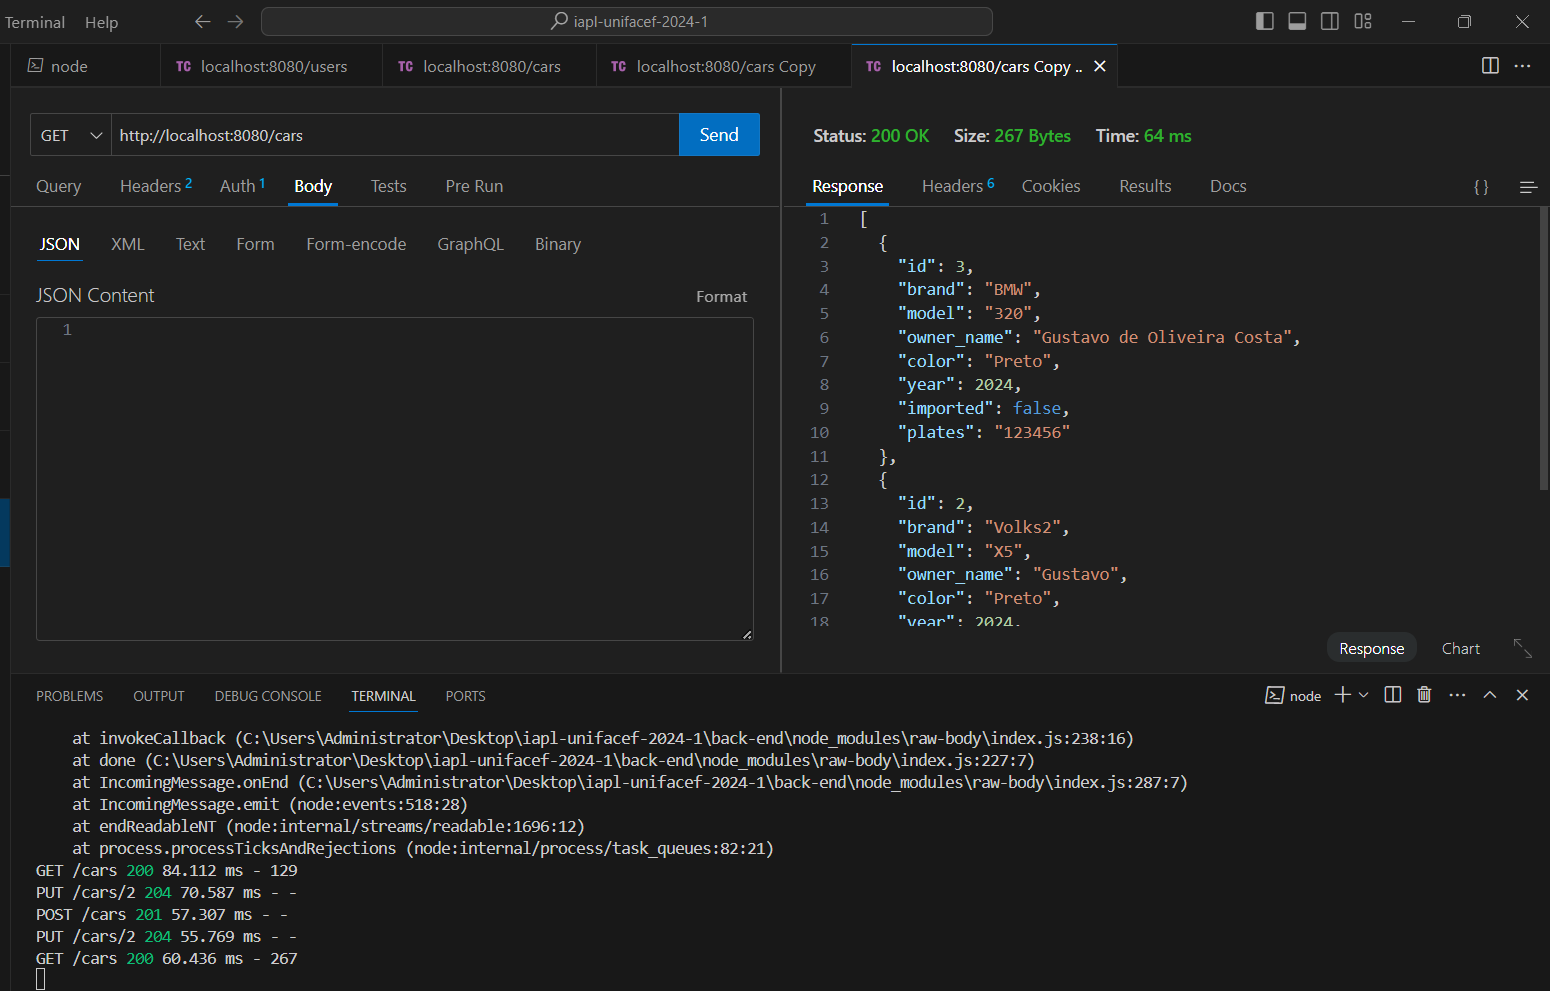 Terminal Help iapl-unifacef-2024-1
node TC localhost:8080/users TC localhost:8080/cars TC localhost:8080/cars Copy TC localhost:8080/cars Copy ..
GET http://localhost:8080/cars Send
Query Headers 2 Auth 1 Body Tests Pre Run
JSON XML Text Form Form-encode GraphQL Binary
JSON Content Format
1
Status: 200 OK Size: 267 Bytes Time: 64 ms
Response Headers 6 Cookies Results Docs {}
1 [
2 {
3 "id": 3,
4 "brand": "BMW",
5 "model": "320",
6 "owner_name": "Gustavo de Oliveira Costa",
7 "color": "Preto",
8 "year": 2024,
9 "imported": false,
10 "plates": "123456"
11 },
12 {
13 "id": 2,
14 "brand": "Volks2",
15 "model": "X5",
16 "owner_name": "Gustavo",
17 "color": "Preto",
18 "year": 2024,
Response Chart
PROBLEMS OUTPUT DEBUG CONSOLE TERMINAL PORTS node
at invokeCallback (C:\Users\Administrator\Desktop\iapl-unifacef-2024-1\back-end\node_modules\raw-body\index.js:238:16)
at done (C:\Users\Administrator\Desktop\iapl-unifacef-2024-1\back-end\node_modules\raw-body\index.js:227:7)
at IncomingMessage.onEnd (C:\Users\Administrator\Desktop\iapl-unifacef-2024-1\back-end\node_modules\raw-body\index.js:287:7)
at IncomingMessage.emit (node:events:518:28)
at endReadableNT (node:internal/streams/readable:1696:12)
at process.processTicksAndRejections (node:internal/process/task_queues:82:21)
GET /cars 200 84.112 ms - 129
PUT /cars/2 204 70.587 ms - -
POST /cars 201 57.307 ms - -
PUT /cars/2 204 55.769 ms - -
GET /cars 200 60.436 ms - 267